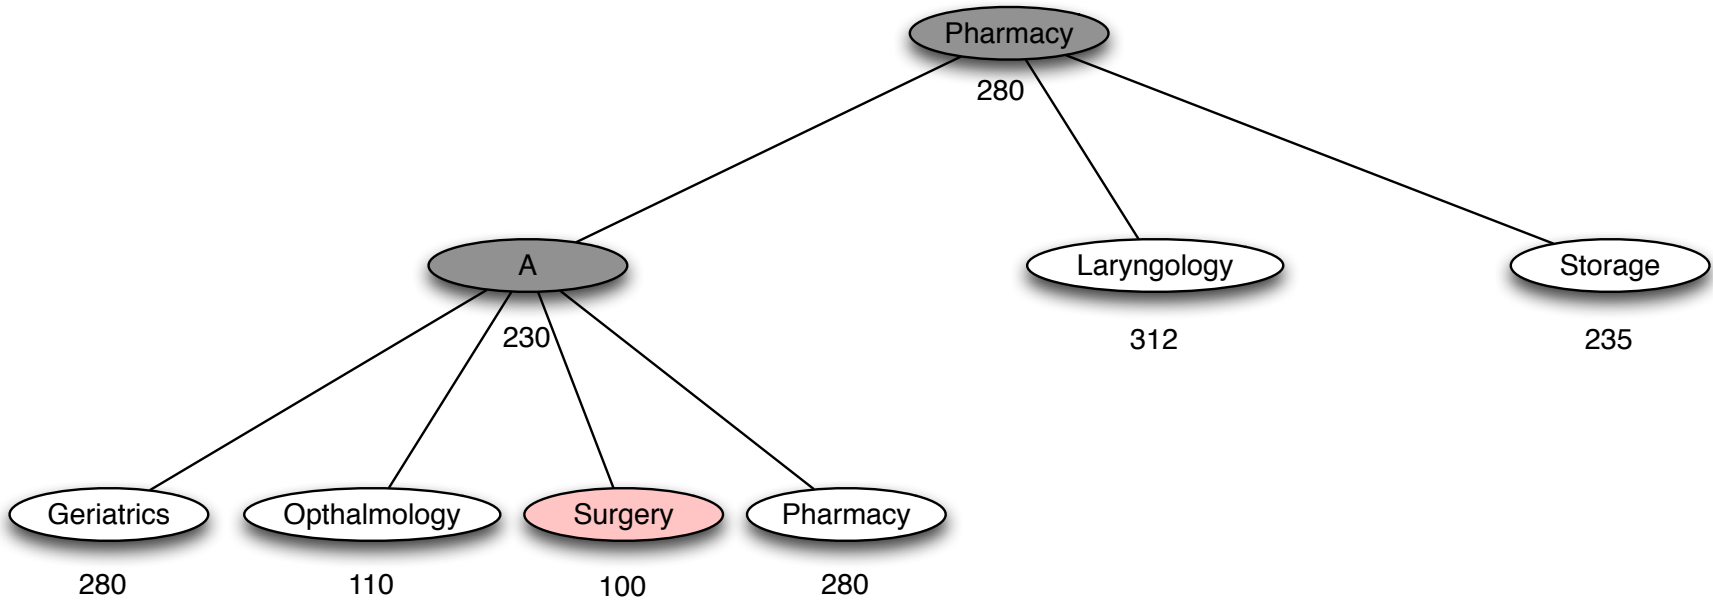 Pharmacy
280
A
Laryngology
Storage
230
312
235
Geriatrics
Opthalmology
Surgery
Pharmacy
280
110
100
280